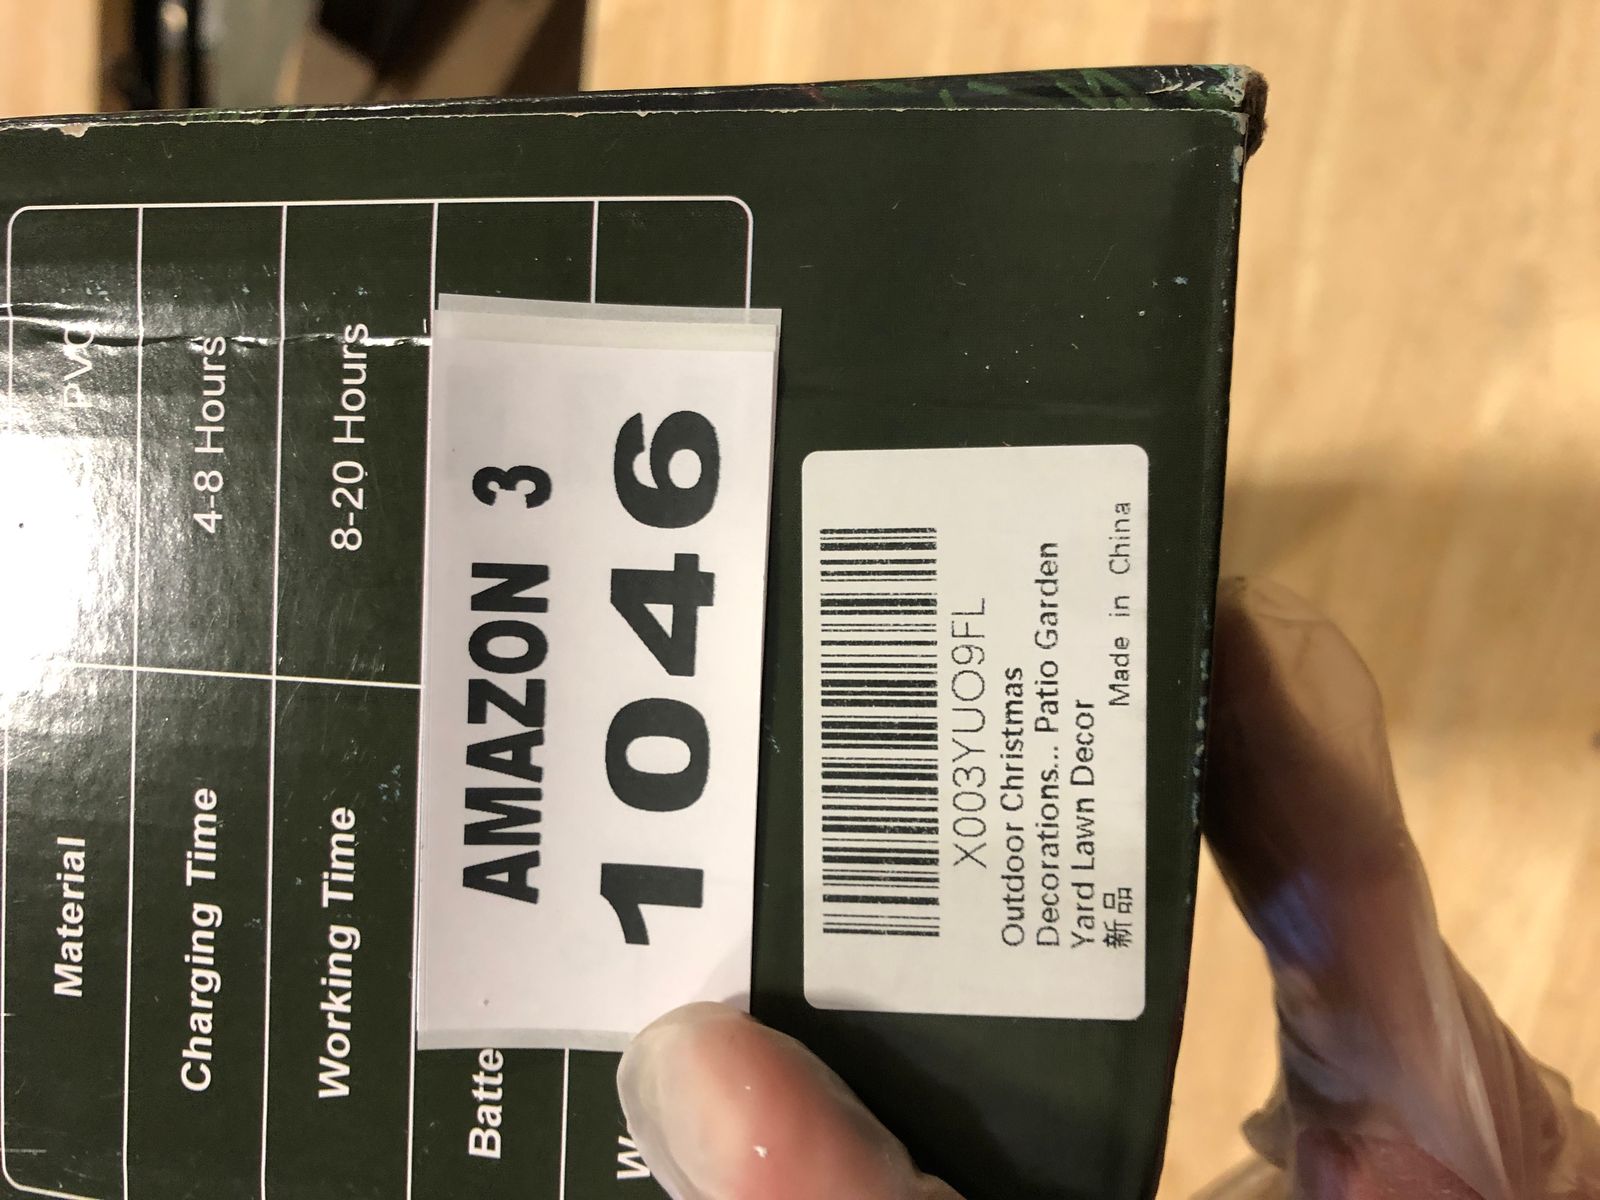 Material PVC
Charging Time 4-8 Hours
Working Time 8-20 Hours
Batte
W
AMAZON 3
1046
X003YUO9FL
Outdoor Christmas
Decorations... Patio Garden
Yard Lawn Decor
新品 Made in China